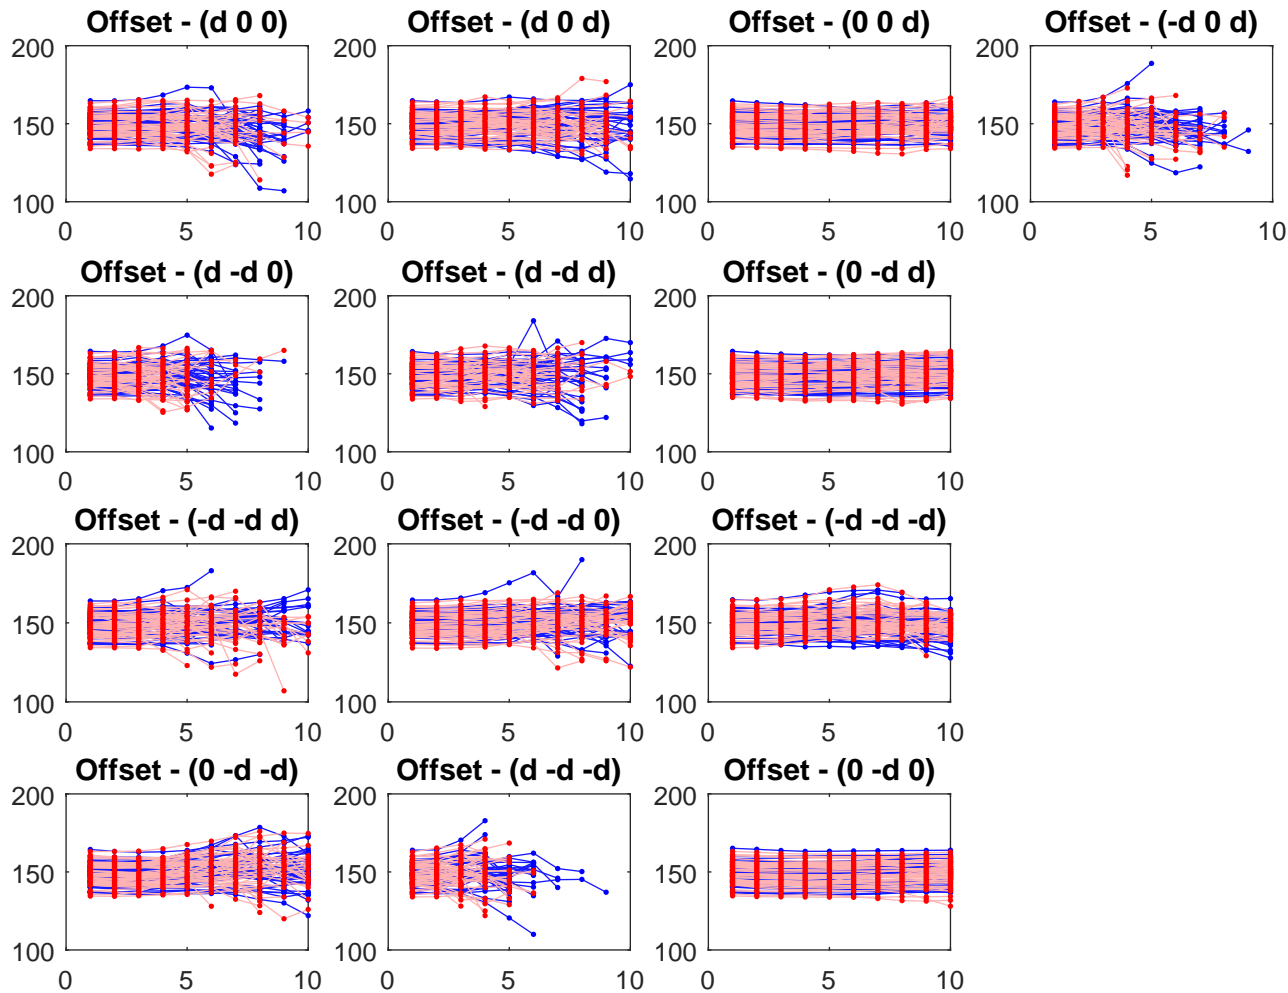 Offset - (d 0 0) Offset - (d 0 d) Offset - (0 0 d) Offset - (-d 0 d)
200 200 200 200
150 150 150 150
100 100 100 100
0 5 10 0 5 10 0 5 10 0 5 10
Offset - (d -d 0) Offset - (d -d d) Offset - (0 -d d)
200 200 200
150 150 150
100 100 100
0 5 10 0 5 10 0 5 10
Offset - (-d -d d) Offset - (-d -d 0) Offset - (-d -d -d)
200 200 200
150 150 150
100 100 100
0 5 10 0 5 10 0 5 10
Offset - (0 -d -d) Offset - (d -d -d) Offset - (0 -d 0)
200 200 200
150 150 150
100 100 100
0 5 10 0 5 10 0 5 10